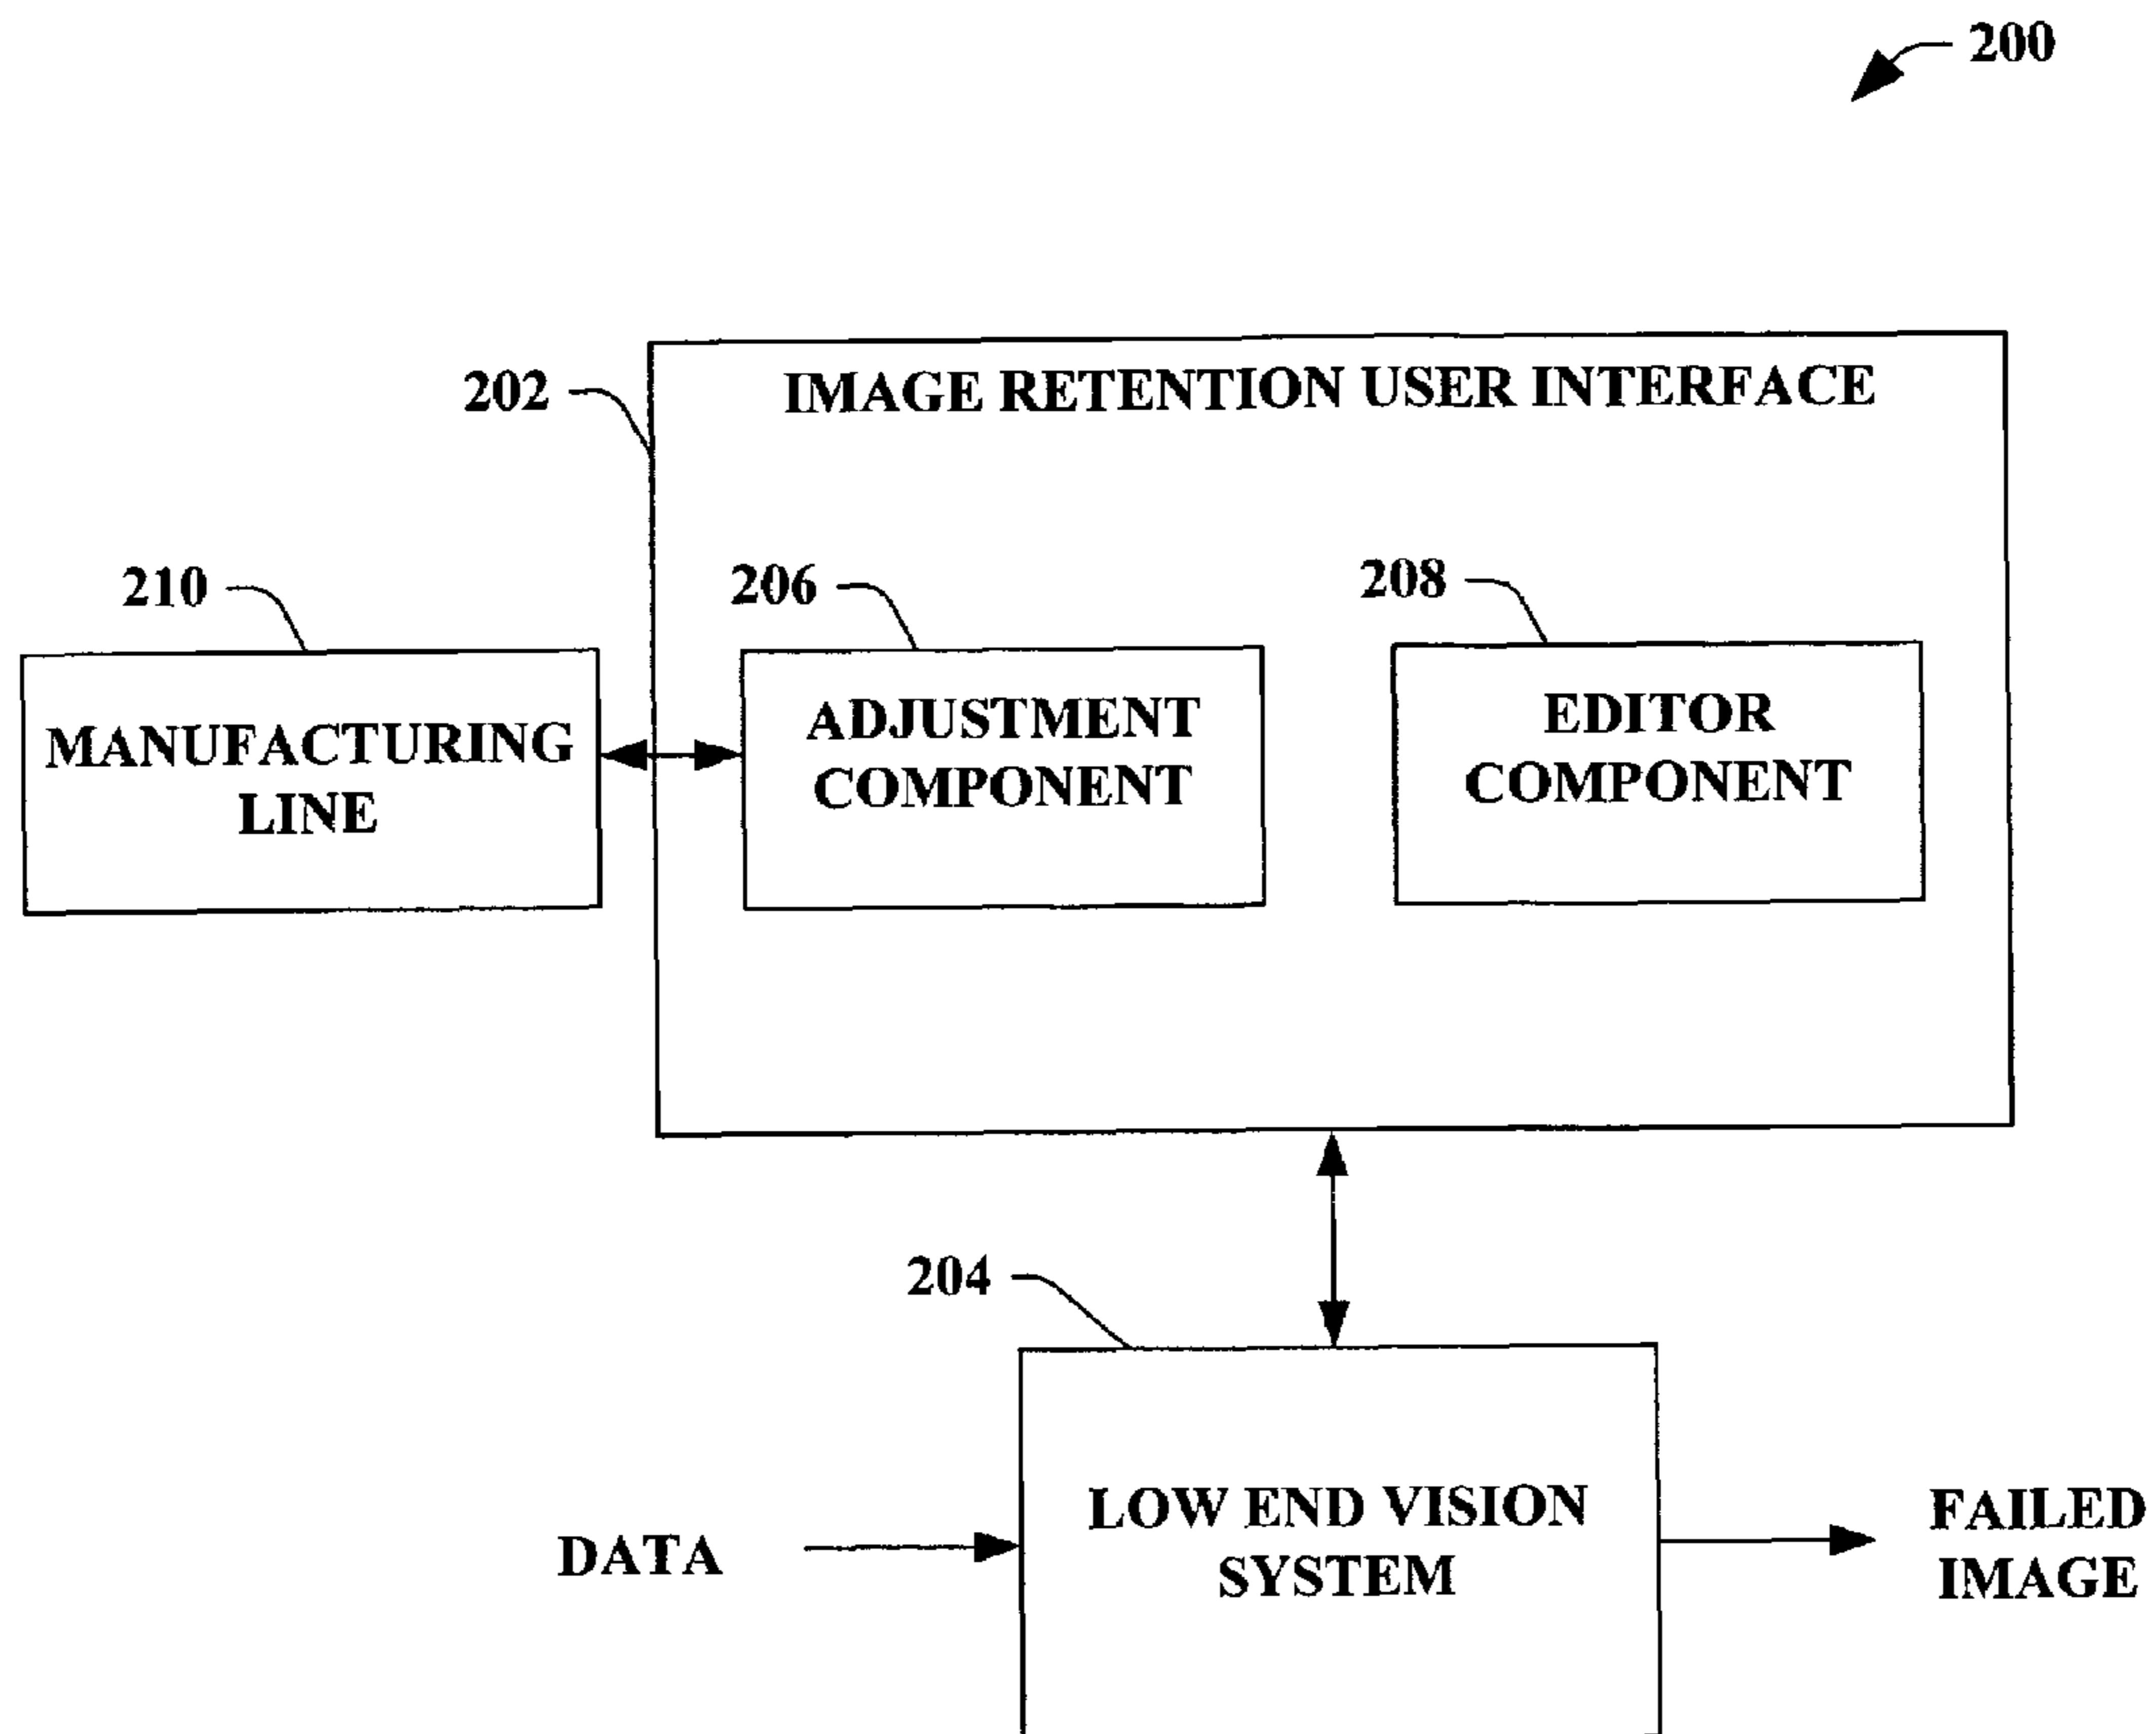 200
202
IMAGE RETENTION USER INTERFACE
210
206
208
MANUFACTURING
LINE
ADJUSTMENT
COMPONENT
EDITOR
COMPONENT
204
DATA
LOW END VISION
SYSTEM
FAILED
IMAGE